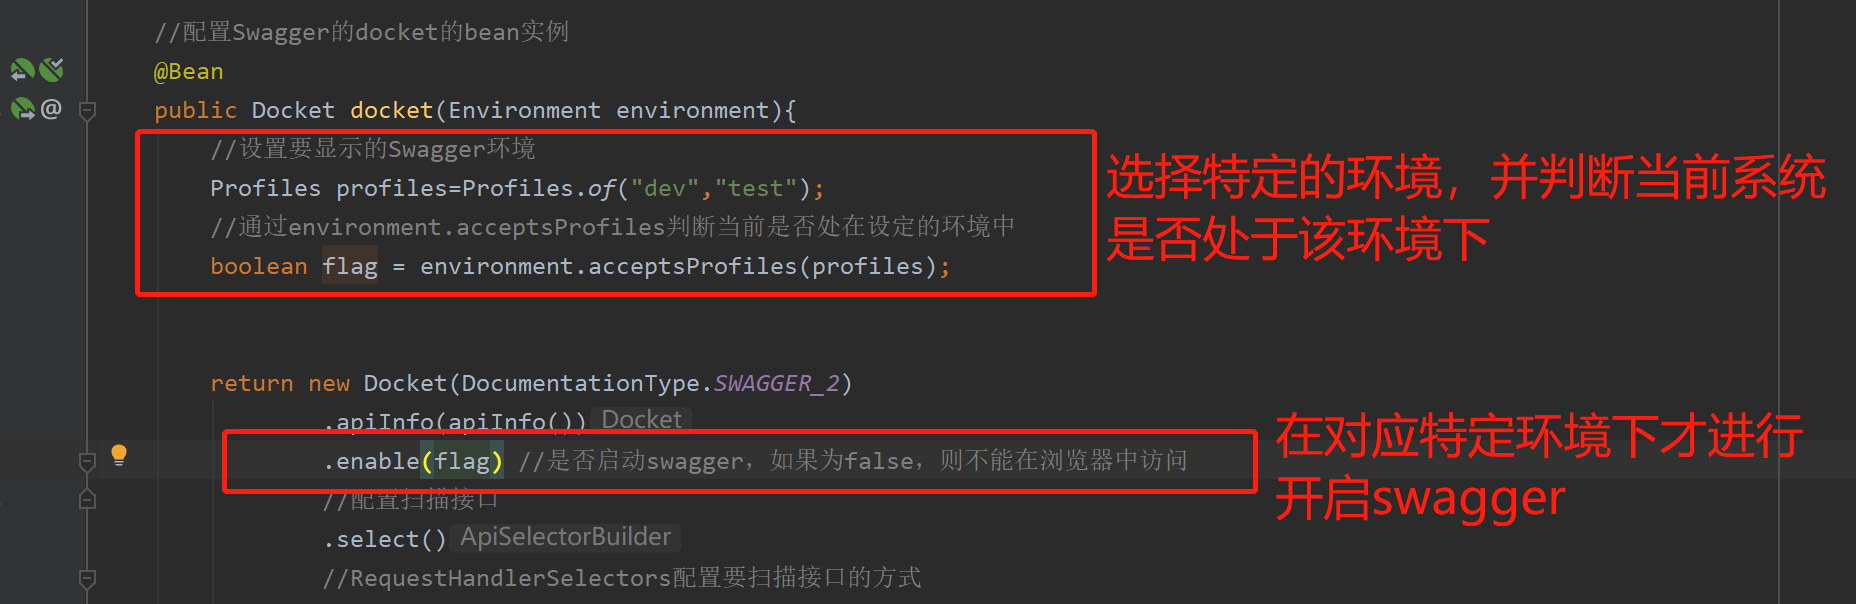 //配置Swagger的docket的bean实例
@Bean
public Docket docket(Environment environment){
//设置要显示的Swagger环境
Profiles profiles=Profiles.of("dev","test");
//通过environment.acceptsProfiles判断当前是否处在设定的环境中
boolean flag = environment.acceptsProfiles(profiles);
选择特定的环境，并判断当前系统
是否处于该环境下
return new Docket(DocumentationType.SWAGGER_2)
.apiInfo(apiInfo()) Docket
.enable(flag) //是否启动swagger，如果为false，则不能在浏览器中访问
在对应特定环境下才进行
开启swagger
//配置扫描接口
.select() ApiSelectorBuilder
//RequestHandlerSelectors配置要扫描接口的方式